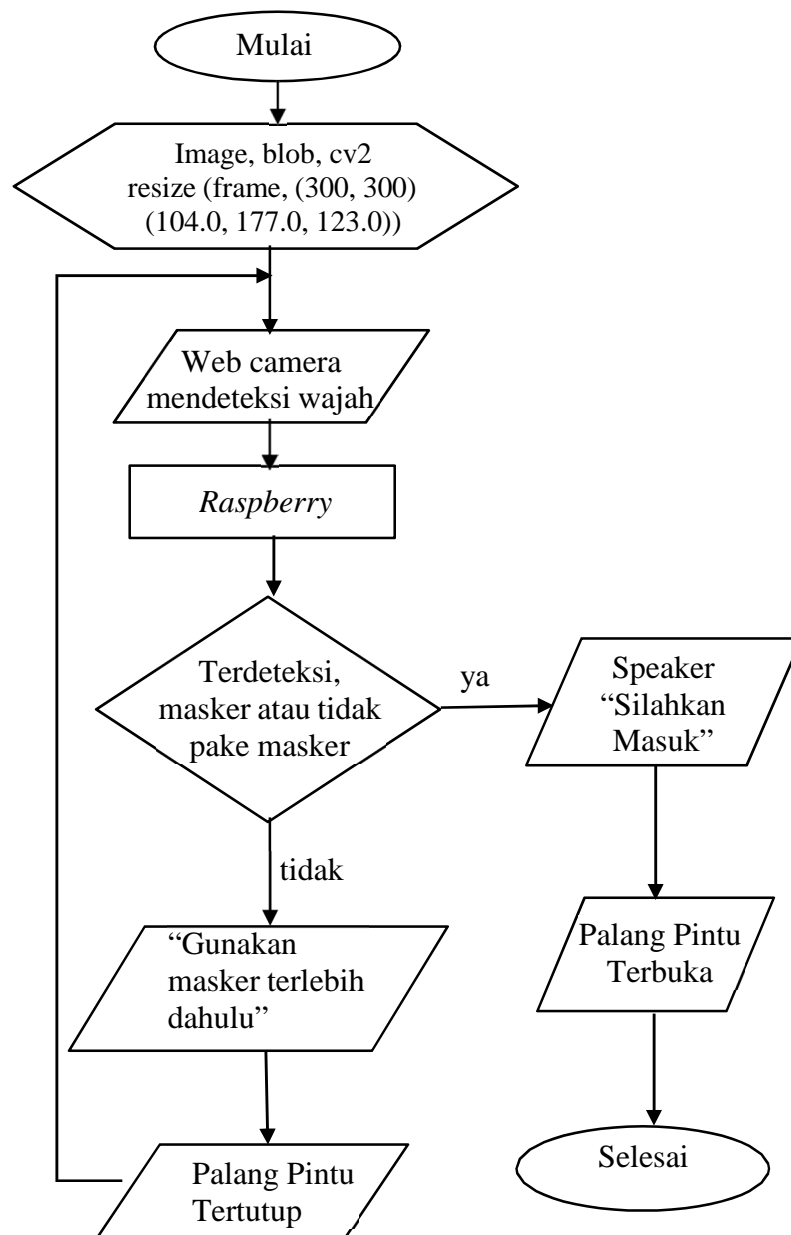 Mulai
Image, blob, cv2
resize (frame, (300, 300)
(104.0, 177.0, 123.0))
Web camera
mendeteksi wajah
Raspberry
Terdeteksi,
masker atau tidak
pake masker
ya
Speaker
“Silahkan
Masuk”
tidak
“Gunakan
masker terlebih
dahulu”
Palang Pintu
Terbuka
Palang Pintu
Tertutup
Selesai